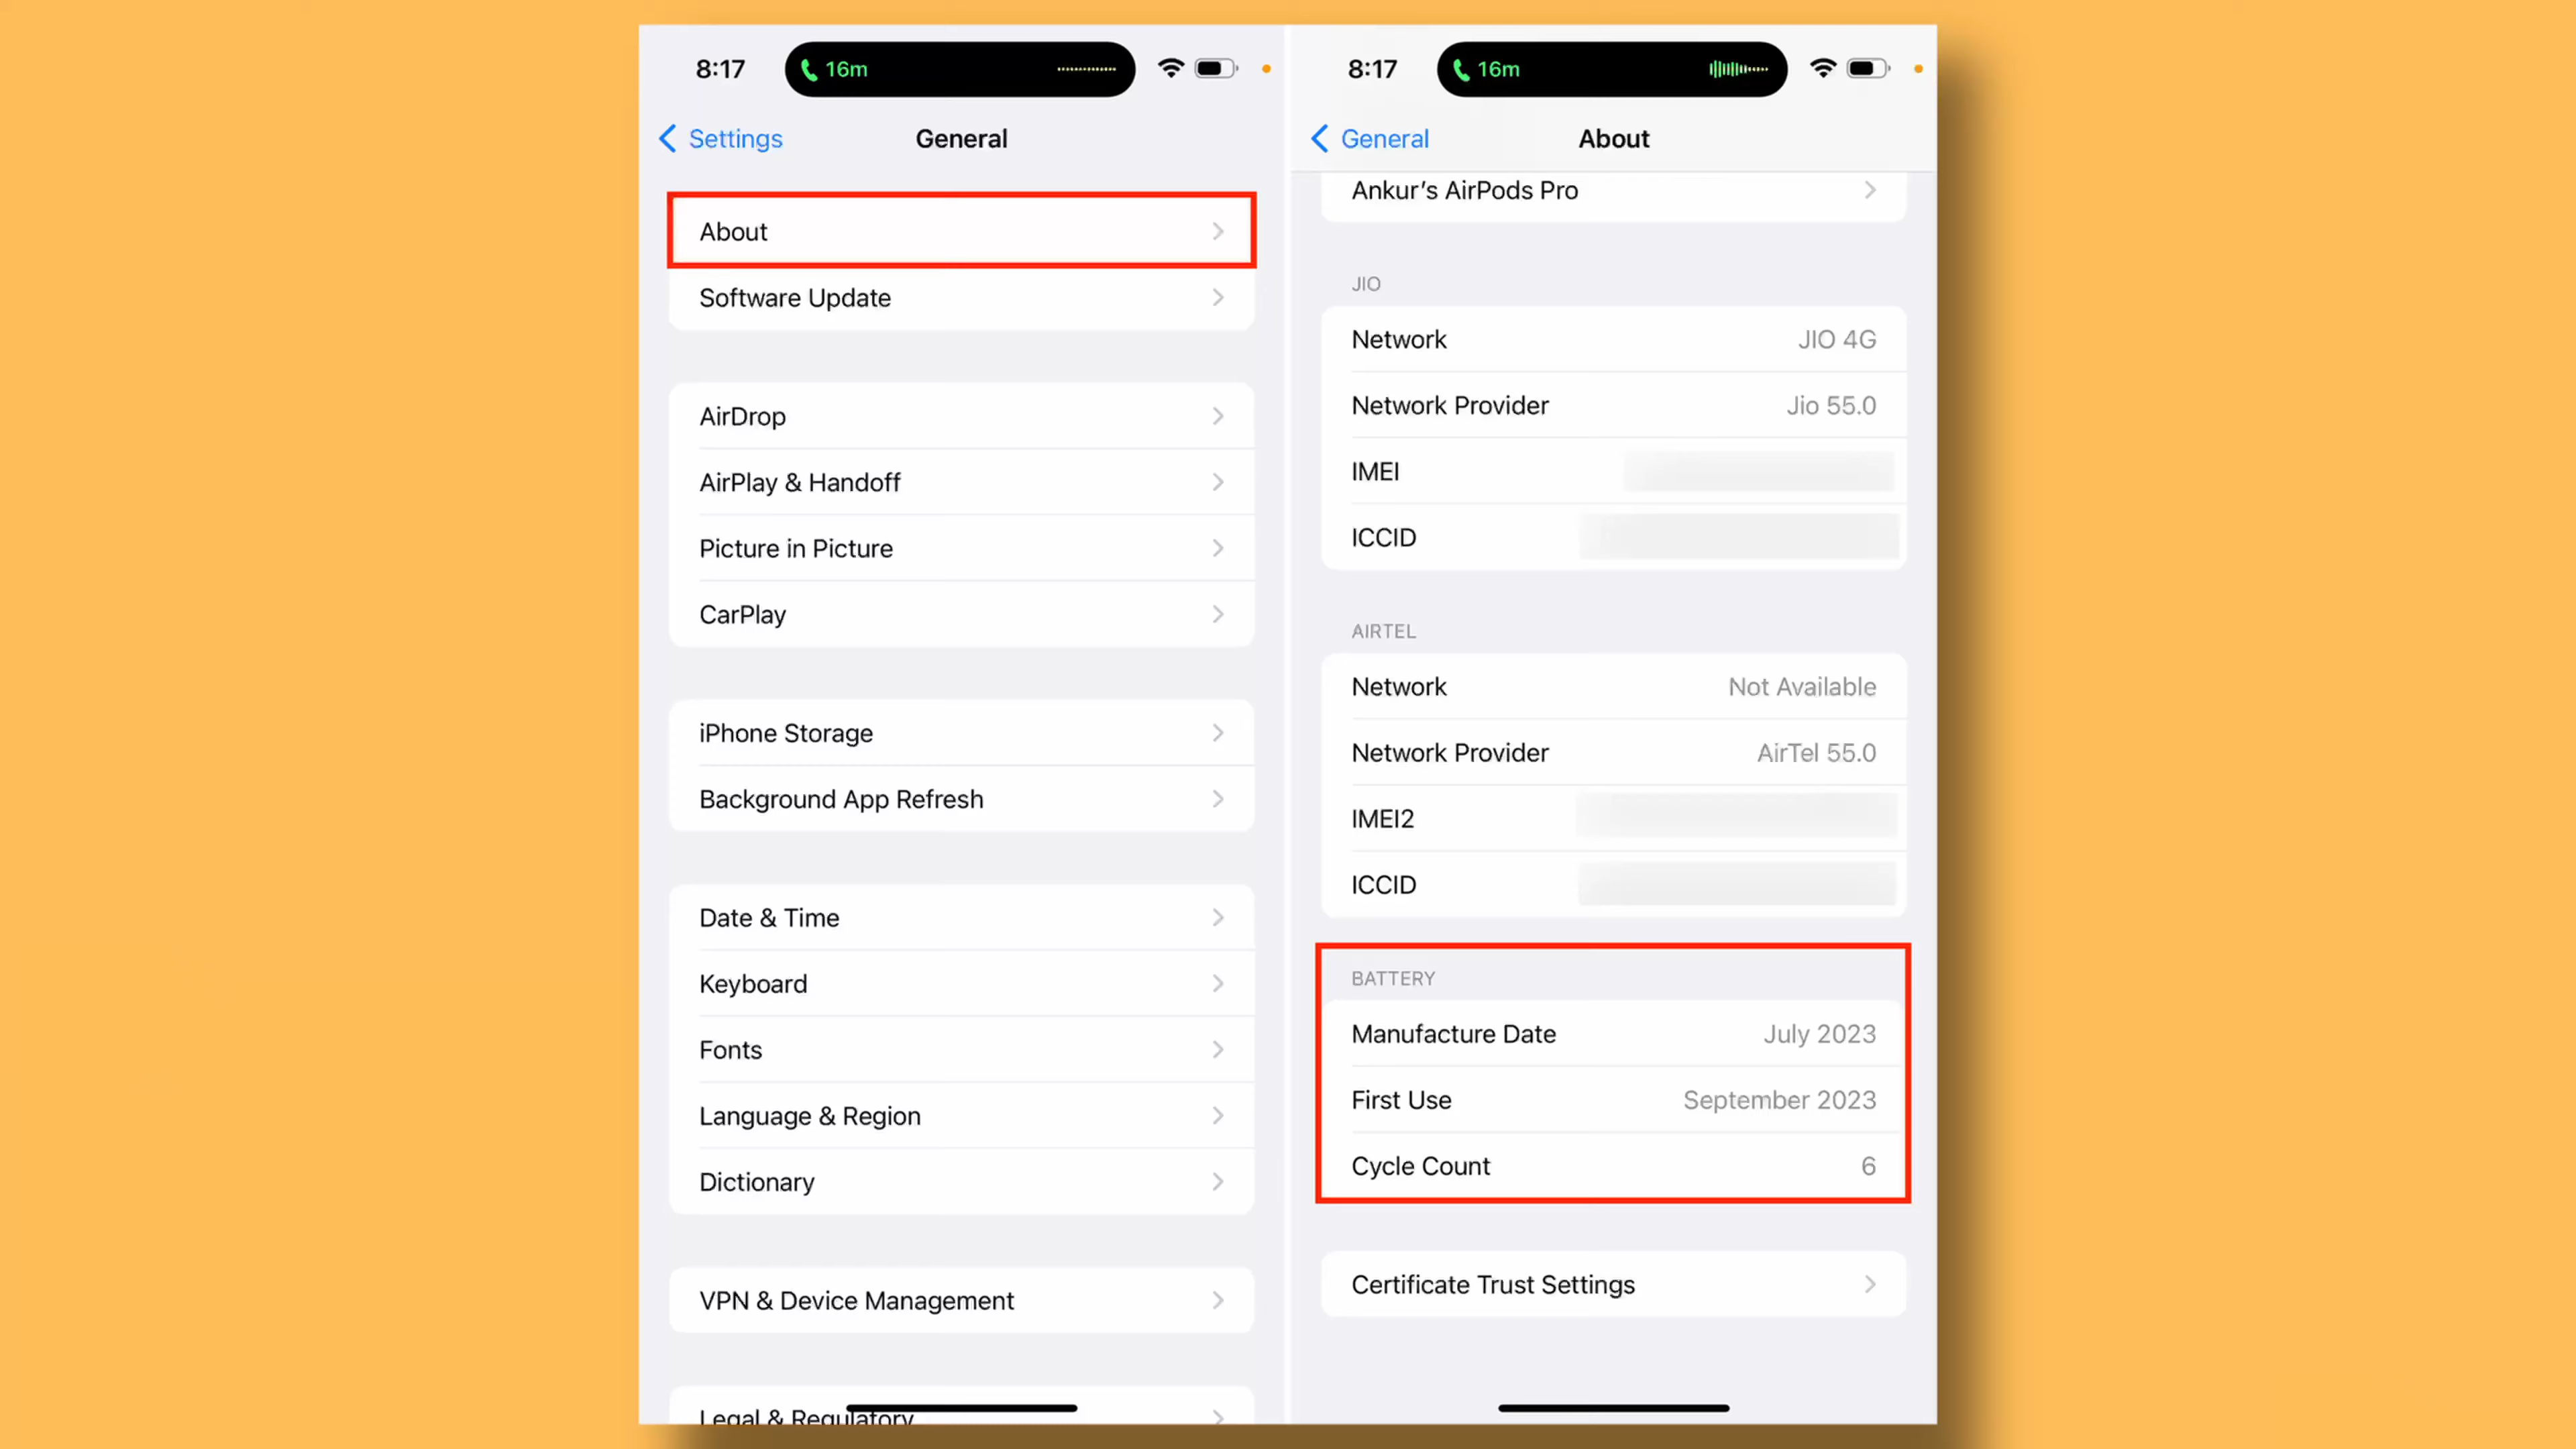 8:17
16m
Settings
General
About
Software Update
AirDrop
AirPlay & Handoff
Picture in Picture
CarPlay
iPhone Storage
Background App Refresh
Date & Time
Keyboard
Fonts
Language & Region
Dictionary
VPN & Device Management
Legal & Regulatory
8:17
16m
General
About
Ankur’s AirPods Pro
JIO
Network JIO 4G
Network Provider Jio 55.0
IMEI
ICCID
AIRTEL
Network Not Available
Network Provider AirTel 55.0
IMEI2
ICCID
BATTERY
Manufacture Date July 2023
First Use September 2023
Cycle Count 6
Certificate Trust Settings